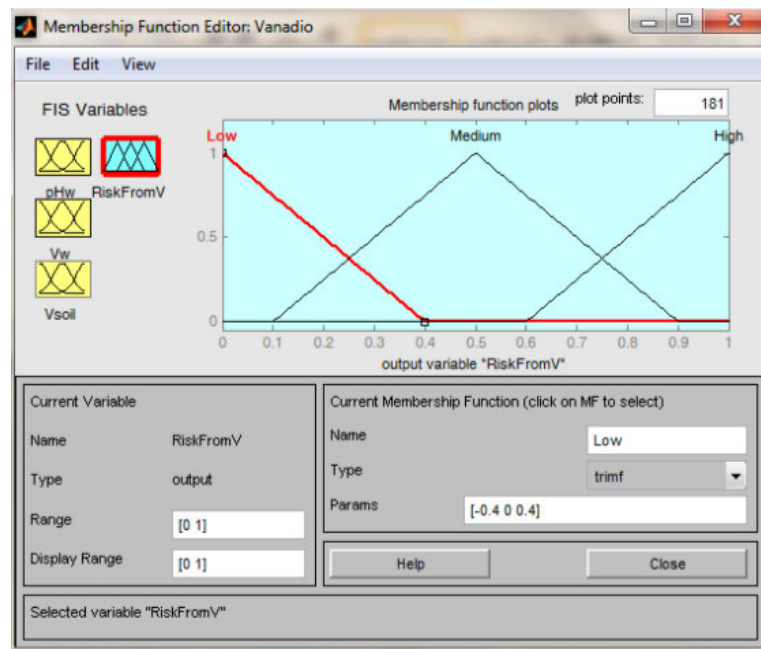 Membership Function Editor: Vanadio
File Edit View
FIS Variables
Membership function plots plot points: 181
Low Medium High
pHw RiskFromV
Vw
Vsoil
1
0.5
0
0 0.1 0.2 0.3 0.4 0.5 0.6 0.7 0.8 0.9 1
output variable "RiskFromV"
Current Variable
Name RiskFromV
Type output
Range [0 1]
Display Range [0 1]
Current Membership Function (click on MF to select)
Name Low
Type trimf
Params [-0.4 0 0.4]
Help Close
Selected variable "RiskFromV"